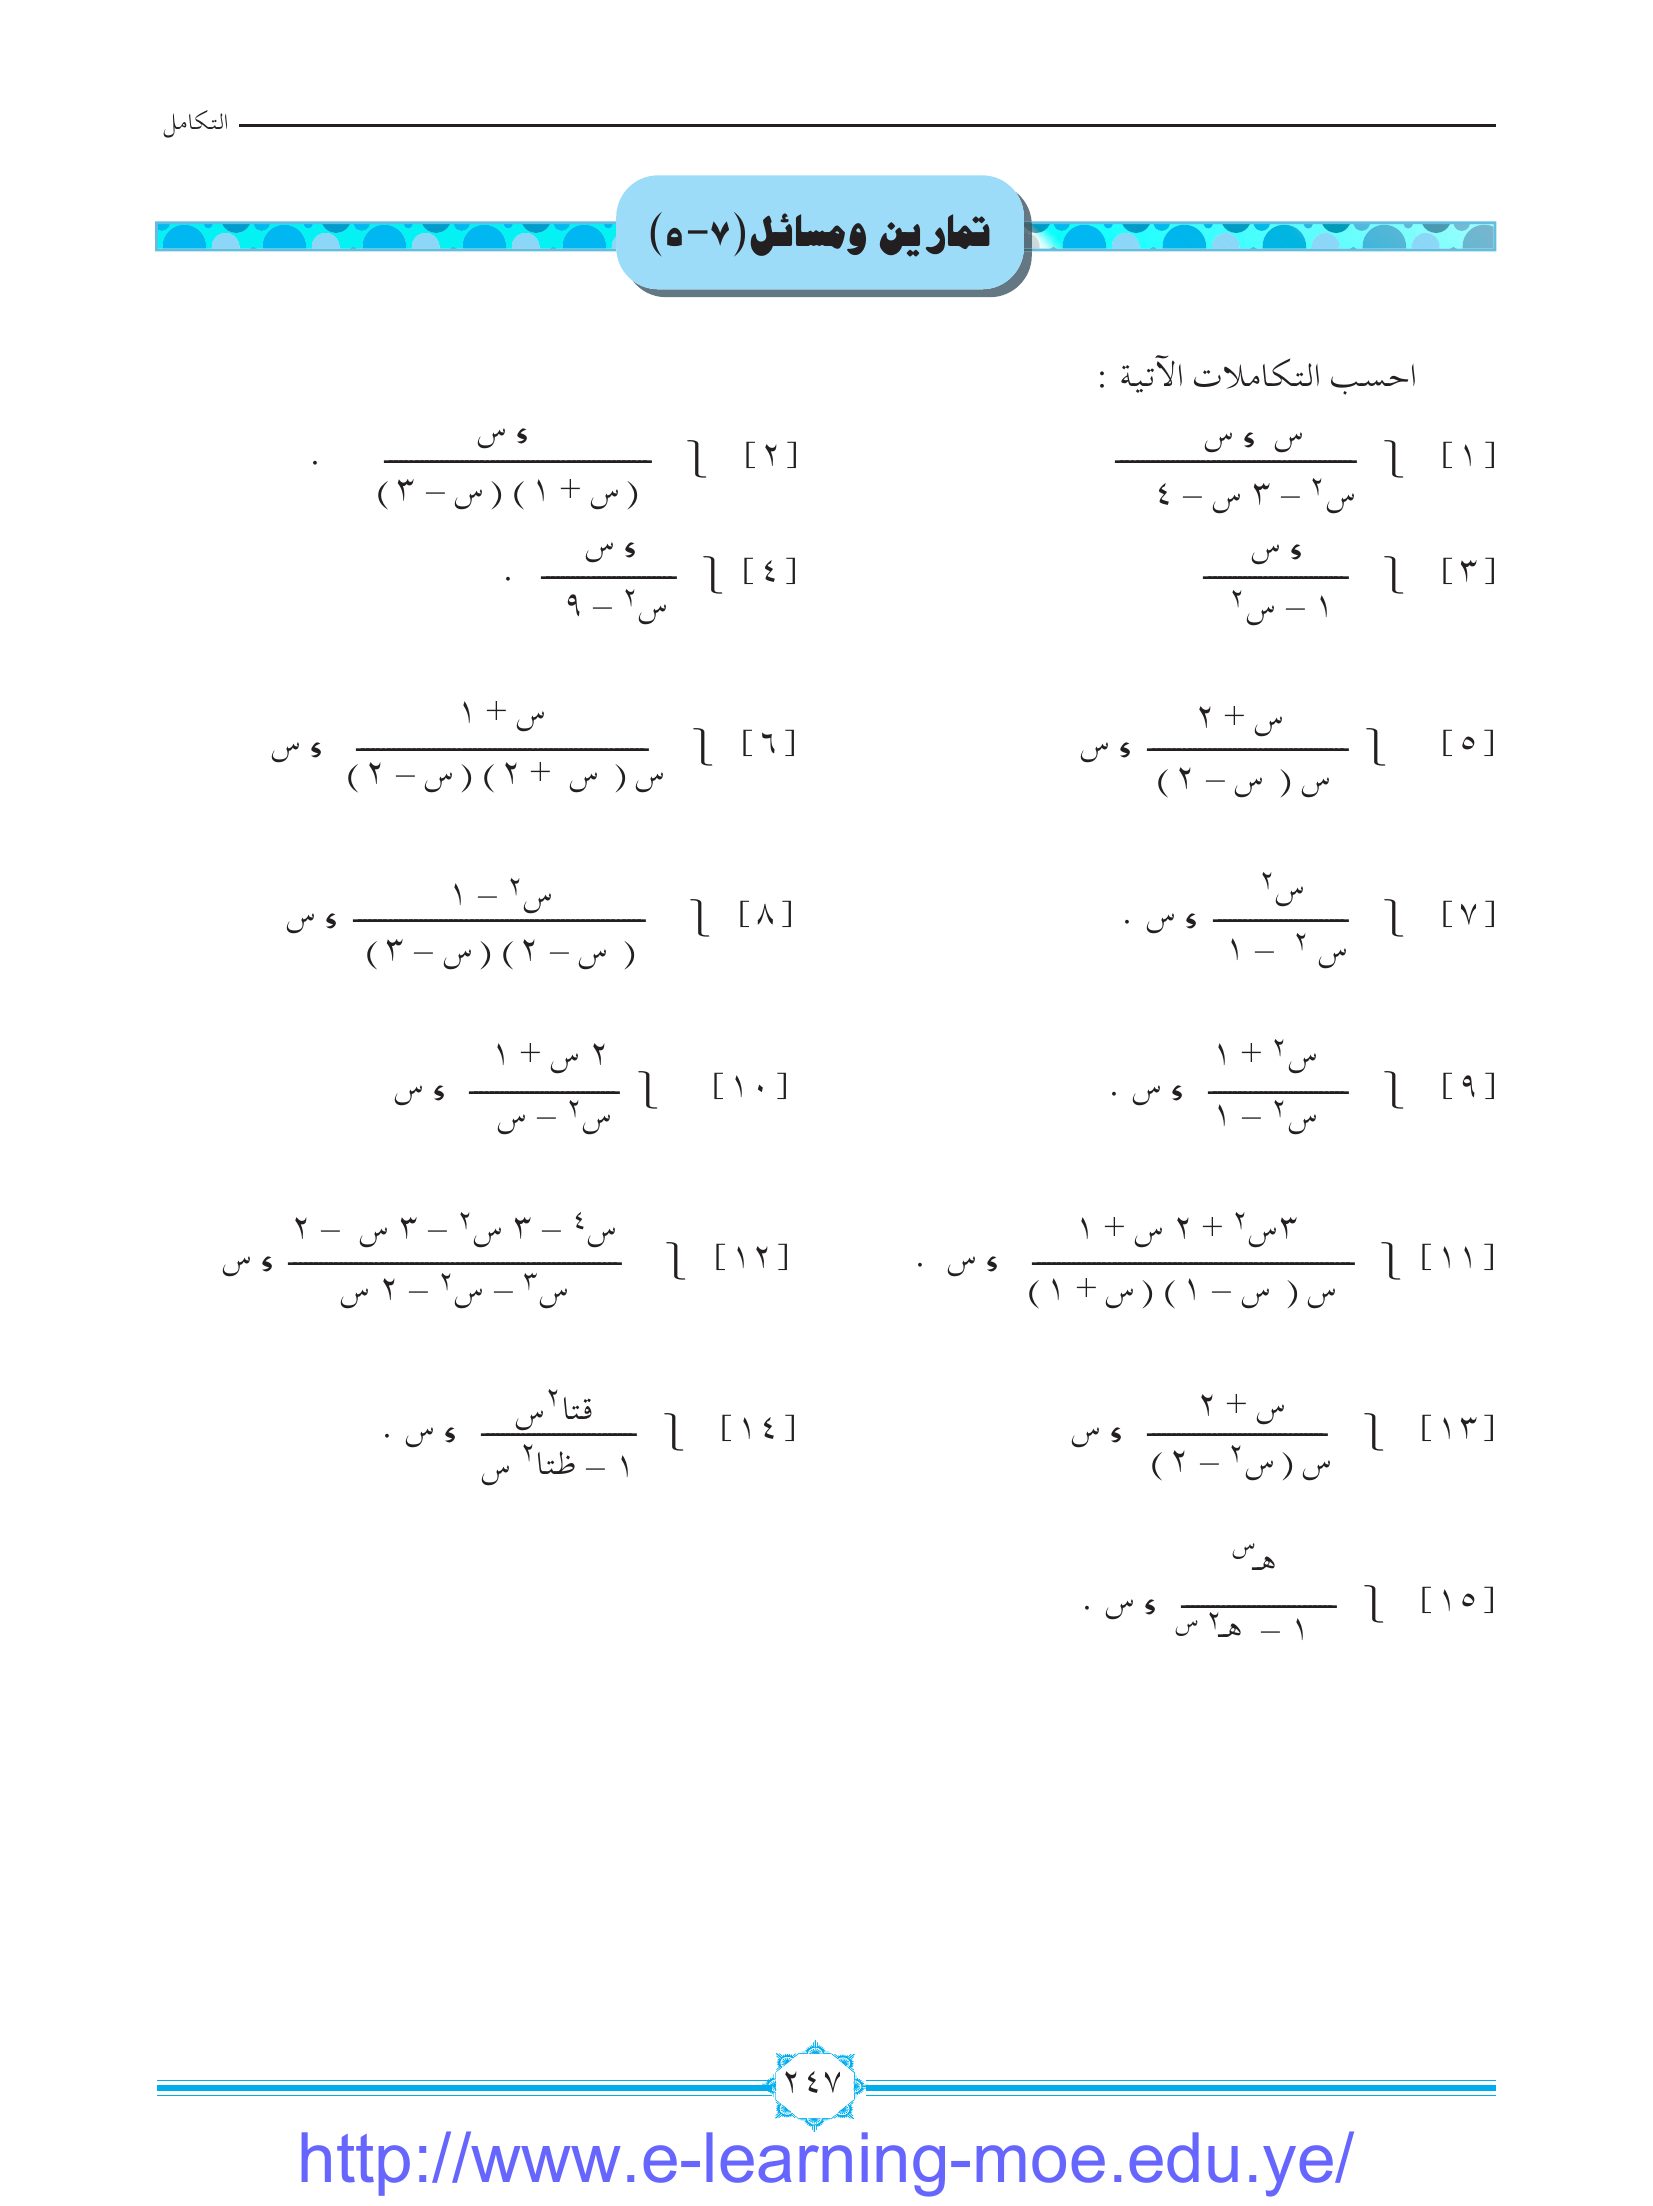 التكامل
تمارين ومسائل (٧-٥)
احسب التكاملات الآتية :
[١] ∫ (س ء س) / (س٢ – ٣ س – ٤) [٢] ∫ (ء س) / ((س + ١) (س – ٣)) .
[٣] ∫ (ء س) / (١ – س٢) [٤] ∫ (ء س) / (س٢ – ٩) .
[٥] ∫ (س + ٢) / (س (س – ٢)) ء س [٦] ∫ (س + ١) / (س (س + ٢) (س – ٢)) ء س
[٧] ∫ (س٢) / (س٢ – ١) ء س . [٨] ∫ (س٢ – ١) / ((س – ٢) (س – ٣)) ء س
[٩] ∫ (س٢ + ١) / (س٢ – ١) ء س . [١٠] ∫ (٢ س + ١) / (س٢ – س) ء س
[١١] ∫ (٣س٢ + ٢ س + ١) / (س (س – ١) (س + ١)) ء س . [١٢] ∫ (س٤ – ٣ س٢ – ٣ س – ٢) / (س٣ – س٢ – ٢ س) ء س
[١٣] ∫ (س + ٢) / (س (س٢ – ٢)) ء س [١٤] ∫ (قتا٢س) / (١ – ظتا٢ س) ء س .
[١٥] ∫ (هـس) / (١ – هـ٢ س) ء س .
٢٤٧
http://www.e-learning-moe.edu.ye/